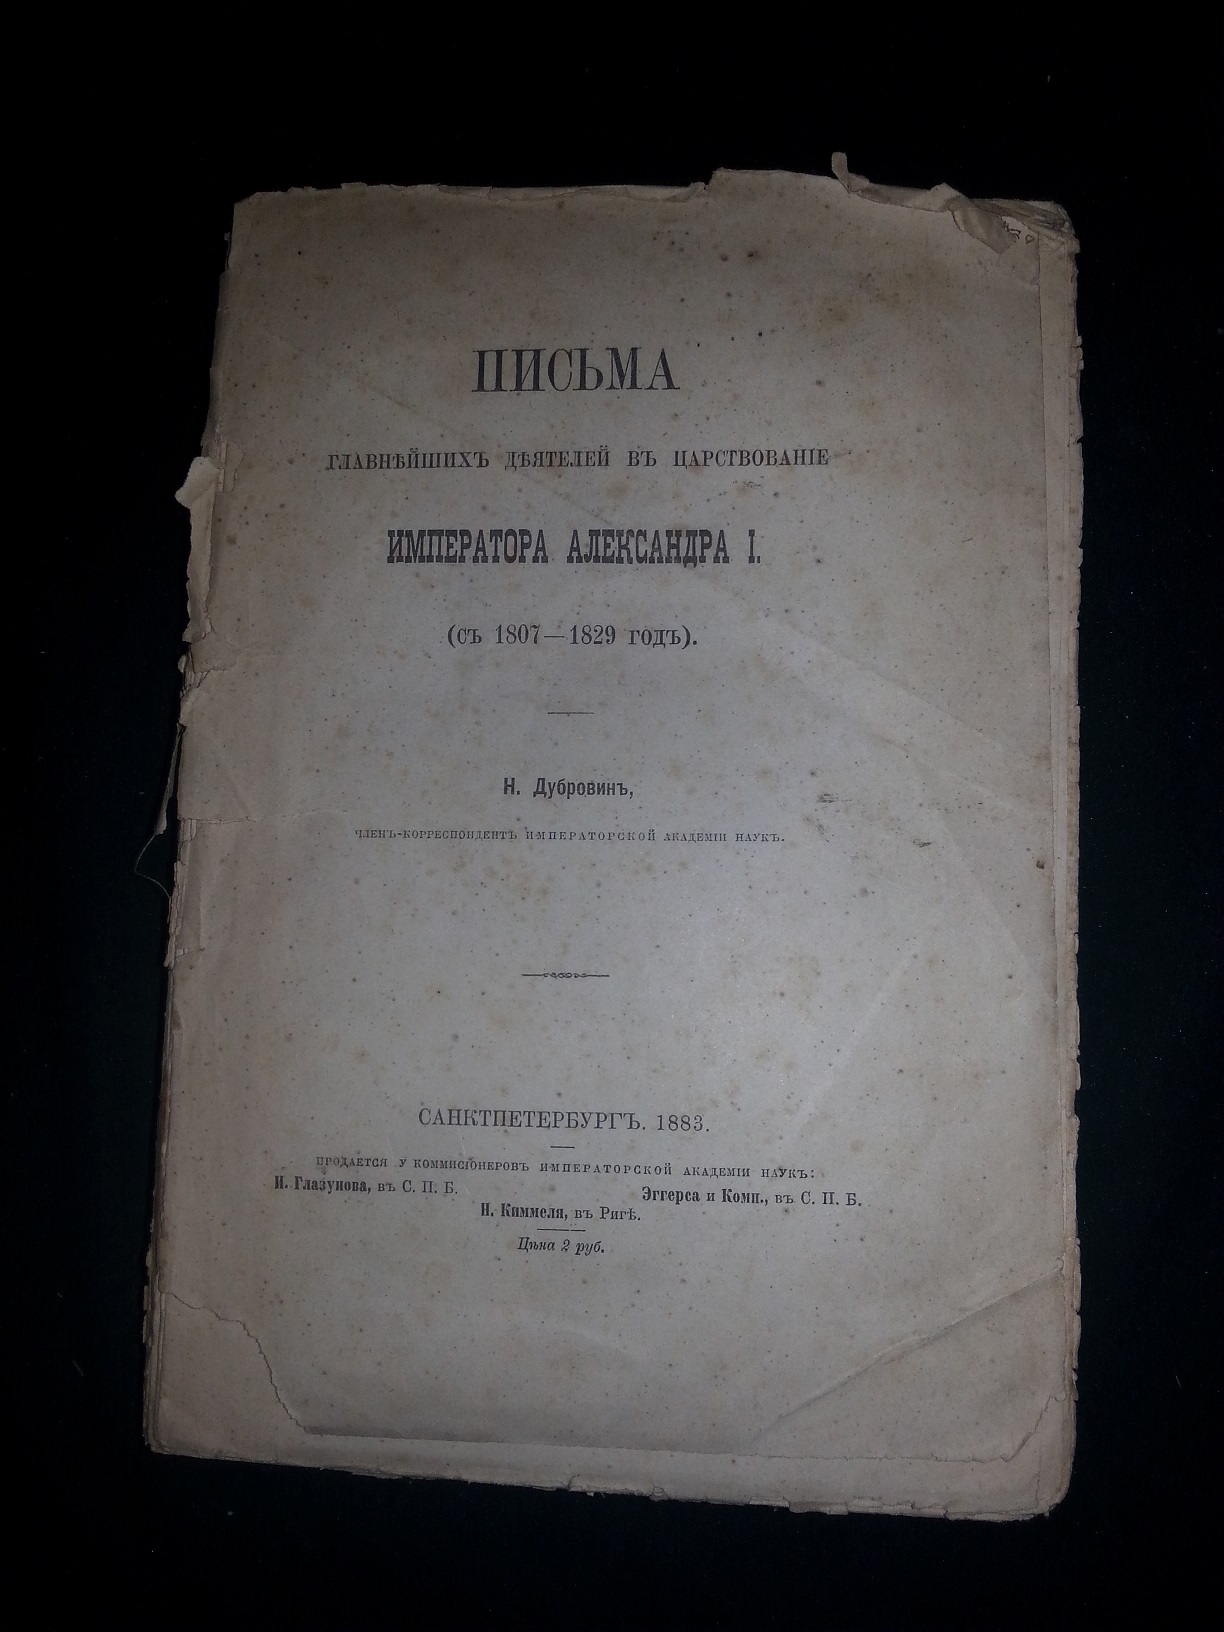 ПИСЬМА
ГЛАВНѢЙШИХЪ ДѢЯТЕЛЕЙ ВЪ ЦАРСТВОВАНІЕ
ИМПЕРАТОРА АЛЕКСАНДРА I.
(съ 1807—1829 годъ).
Н. Дубровинъ,
ЧЛЕНЪ-КОРРЕСПОНДЕНТЪ ИМПЕРАТОРСКОЙ АКАДЕМІИ НАУКЪ.
САНКТПЕТЕРБУРГЪ. 1883.
ПРОДАЕТСЯ У КОММИСІОНЕРОВЪ ИМПЕРАТОРСКОЙ АКАДЕМІИ НАУКЪ:
И. Глазунова, въ С. П. Б. Эггерса и Комп., въ С. П. Б.
Н. Киммеля, въ Ригѣ.
Цѣна 2 руб.